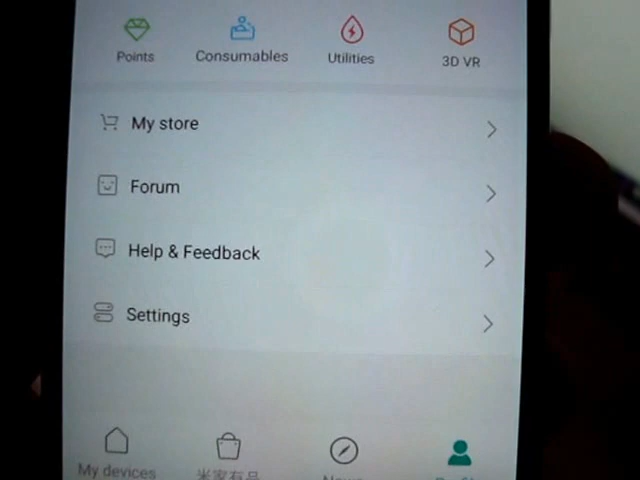 Points Consumables Utilities 3D VR
My store
Forum
Help & Feedback
Settings
My devices 米家有品